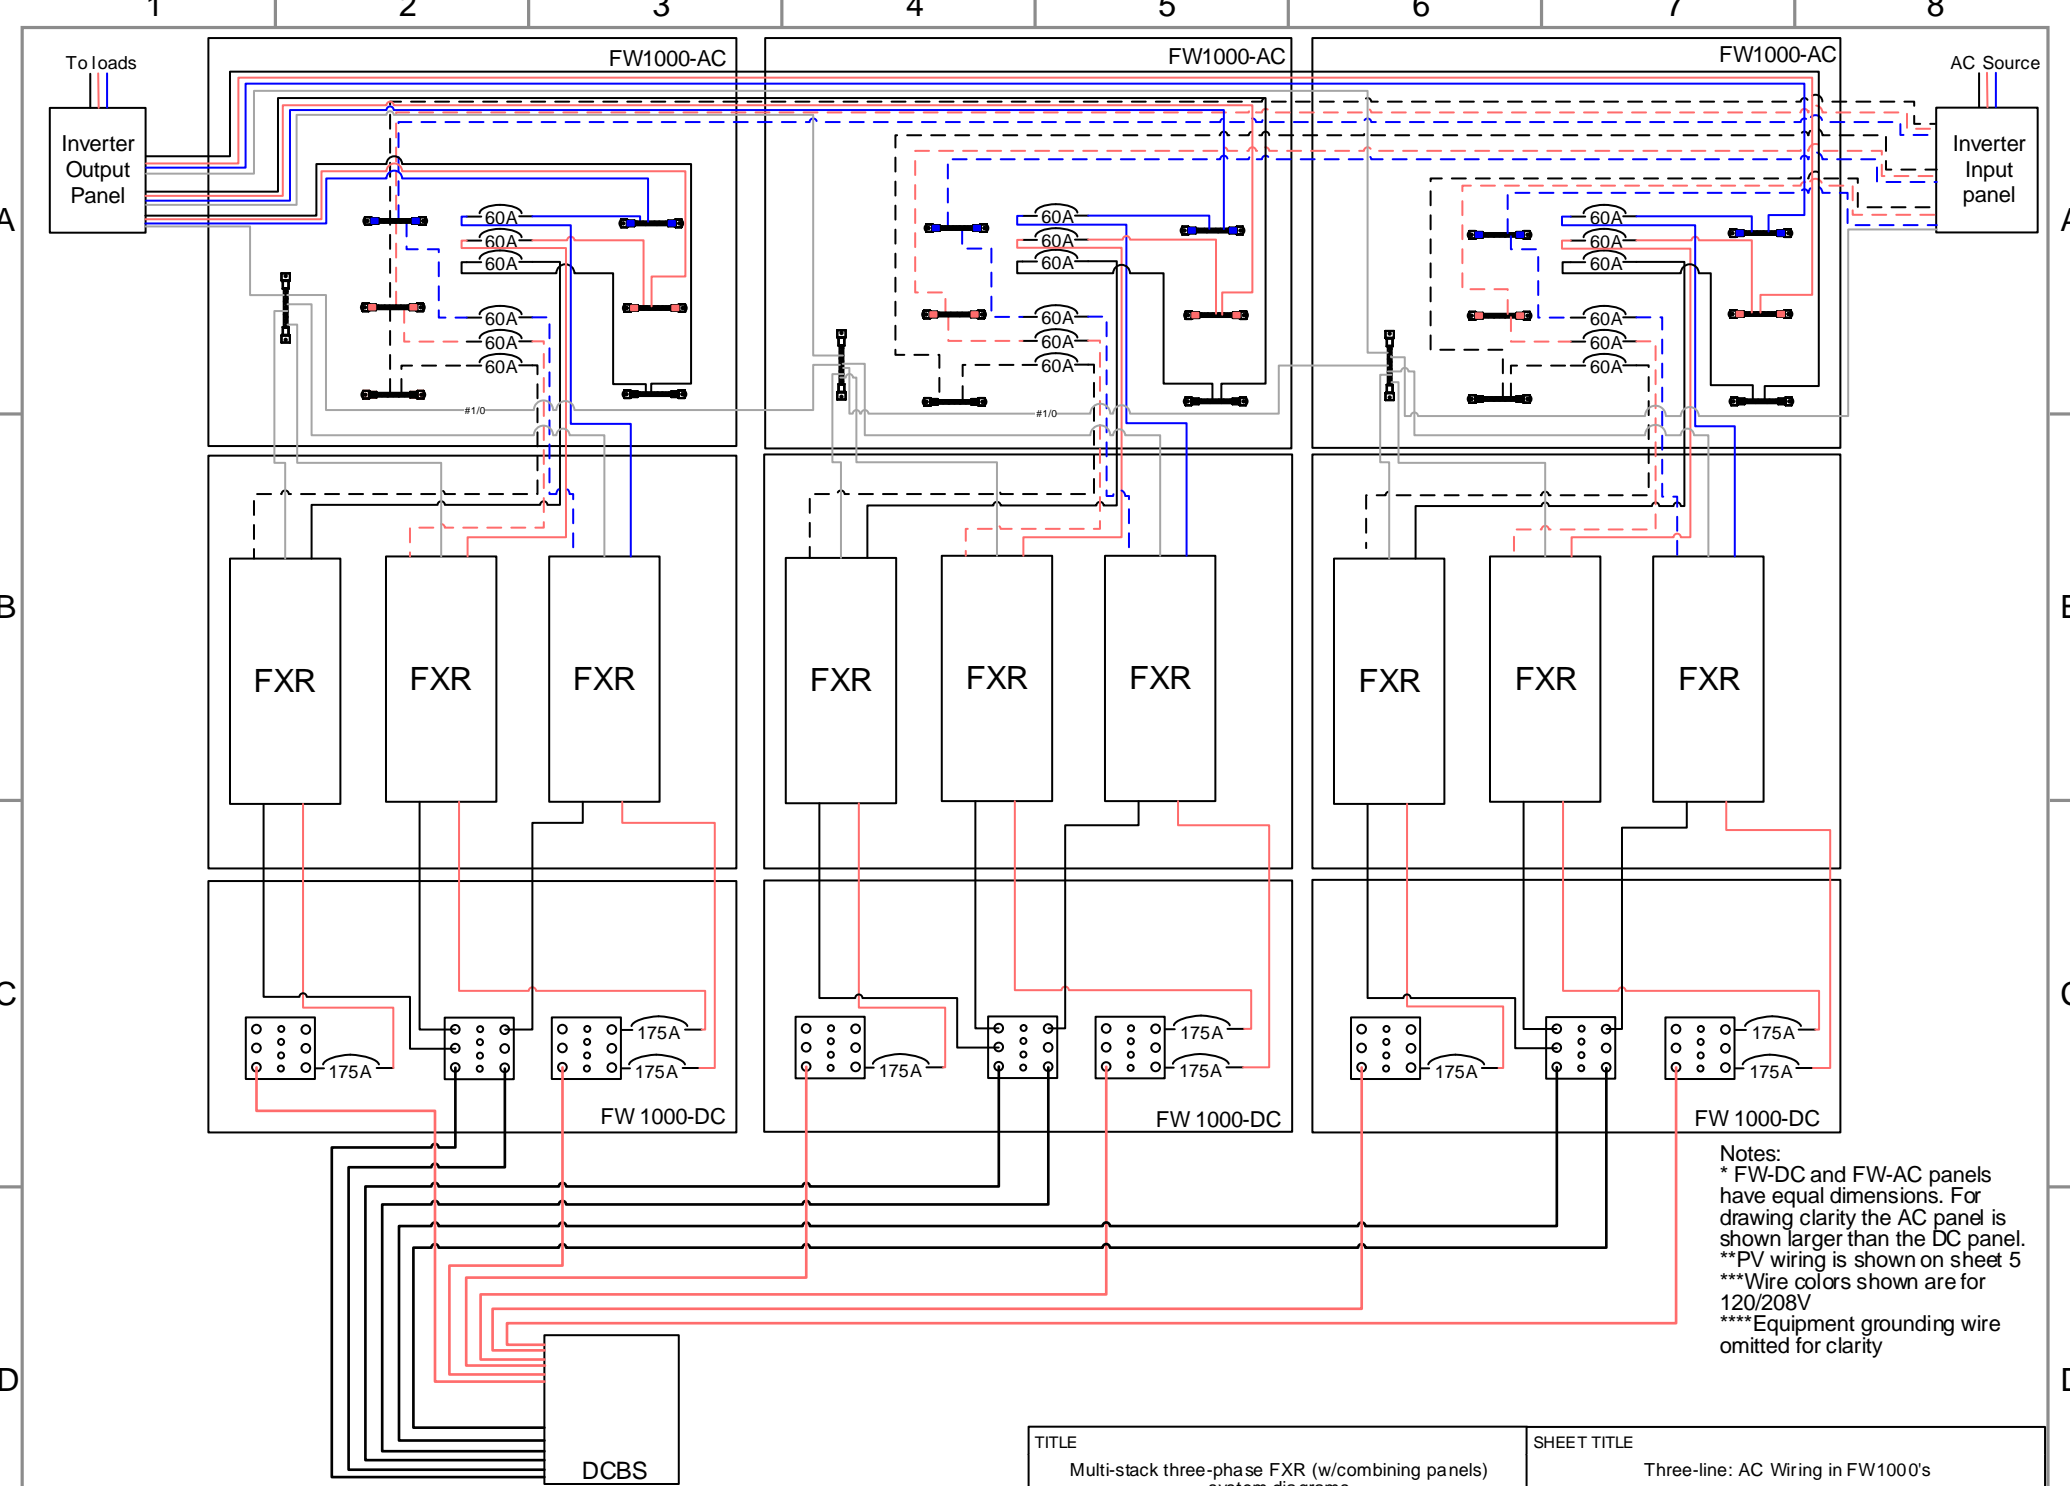 1 2 3 4 5 6 7 8
FW1000-AC FW1000-AC FW1000-AC
To loads
AC Source
Inverter
Output
Panel
Inverter
Input
panel
A
60A 60A 60A
60A 60A 60A
60A 60A 60A
60A 60A 60A
60A 60A 60A
60A 60A 60A
#1/0 #1/0
B
FXR FXR FXR FXR FXR FXR FXR FXR FXR
C
175A 175A 175A
175A 175A 175A 175A 175A 175A
FW 1000-DC FW 1000-DC FW 1000-DC
Notes:
* FW-DC and FW-AC panels
have equal dimensions. For
drawing clarity the AC panel is
shown larger than the DC panel.
**PV wiring is shown on sheet 5
***Wire colors shown are for
120/208V
****Equipment grounding wire
omitted for clarity
D
DCBS
TITLE
Multi-stack three-phase FXR (w/combining panels)
system diagrams
SHEET TITLE
Three-line: AC Wiring in FW1000's